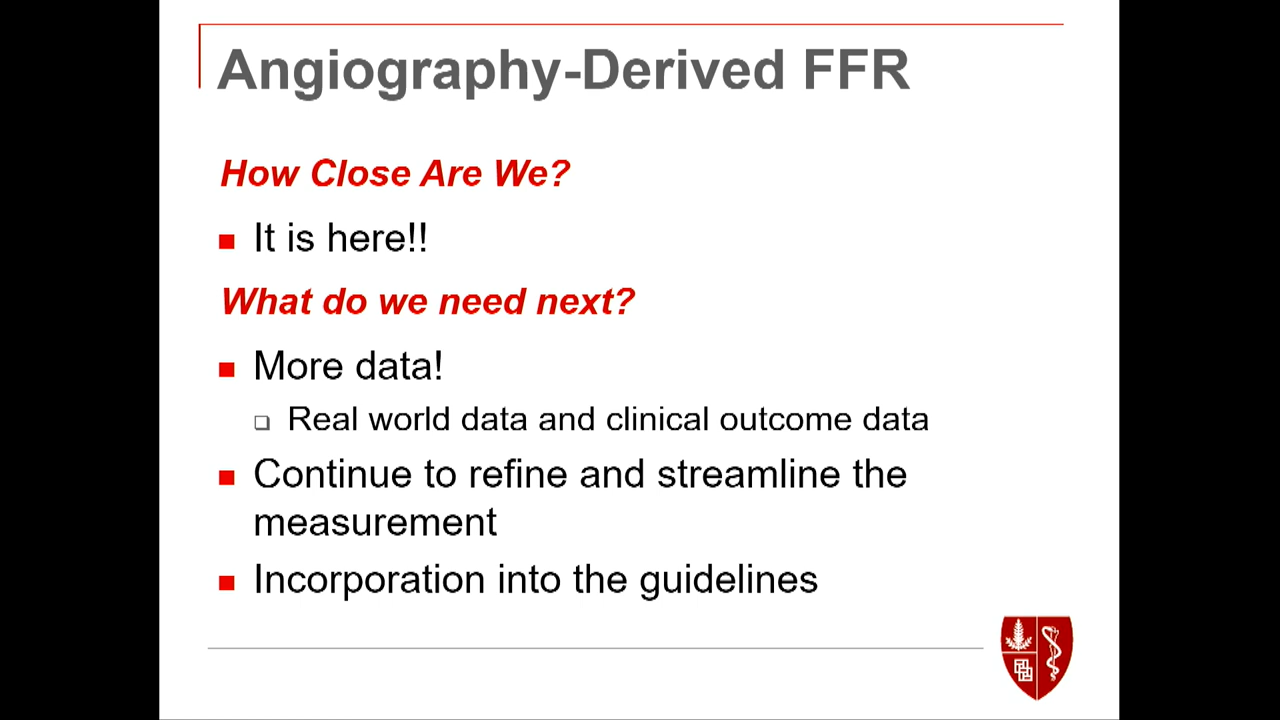 Angiography-Derived FFR
How Close Are We?
It is here!!
What do we need next?
More data!
Real world data and clinical outcome data
Continue to refine and streamline the
measurement
Incorporation into the guidelines